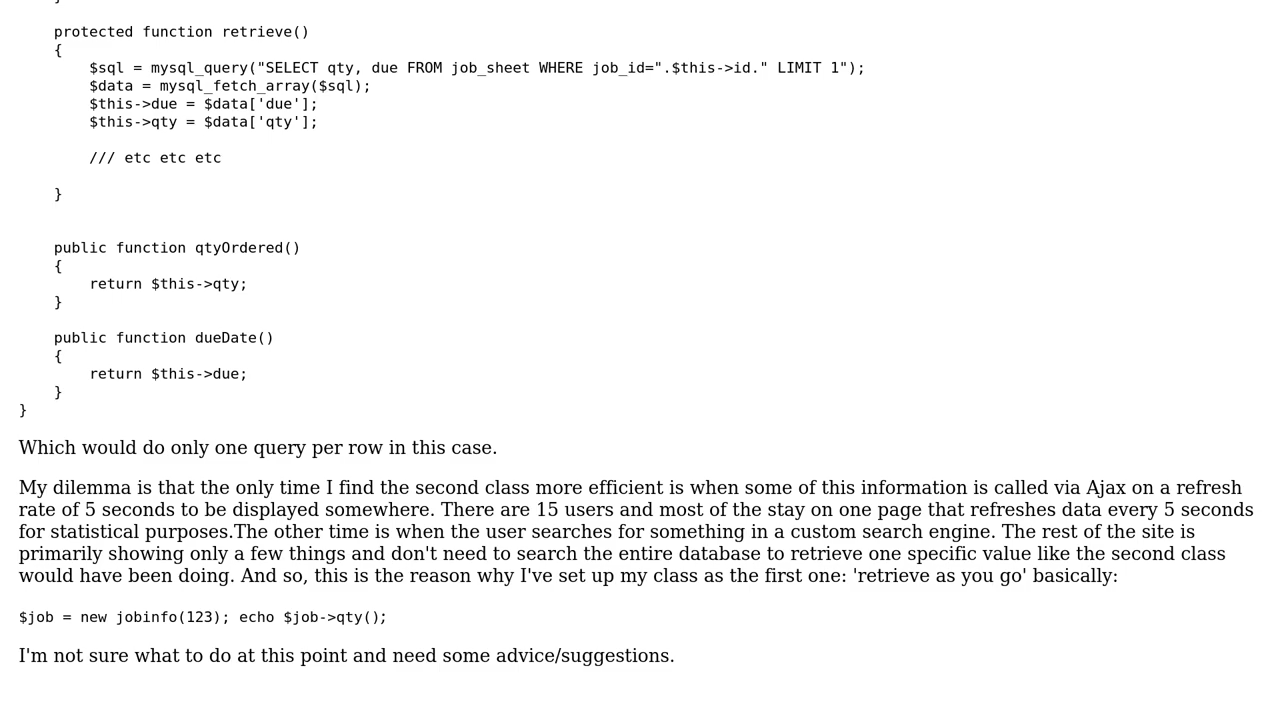 protected function retrieve()
{
$sql = mysql_query("SELECT qty, due FROM job_sheet WHERE job_id=".$this->id." LIMIT 1");
$data = mysql_fetch_array($sql);
$this->due = $data['due'];
$this->qty = $data['qty'];
/// etc etc etc
}
public function qtyOrdered()
{
return $this->qty;
}
public function dueDate()
{
return $this->due;
}
}
Which would do only one query per row in this case.
My dilemma is that the only time I find the second class more efficient is when some of this information is called via Ajax on a refresh
rate of 5 seconds to be displayed somewhere. There are 15 users and most of the stay on one page that refreshes data every 5 seconds
for statistical purposes.The other time is when the user searches for something in a custom search engine. The rest of the site is
primarily showing only a few things and don't need to search the entire database to retrieve one specific value like the second class
would have been doing. And so, this is the reason why I've set up my class as the first one: 'retrieve as you go' basically:
$job = new jobinfo(123); echo $job->qty();
I'm not sure what to do at this point and need some advice/suggestions.